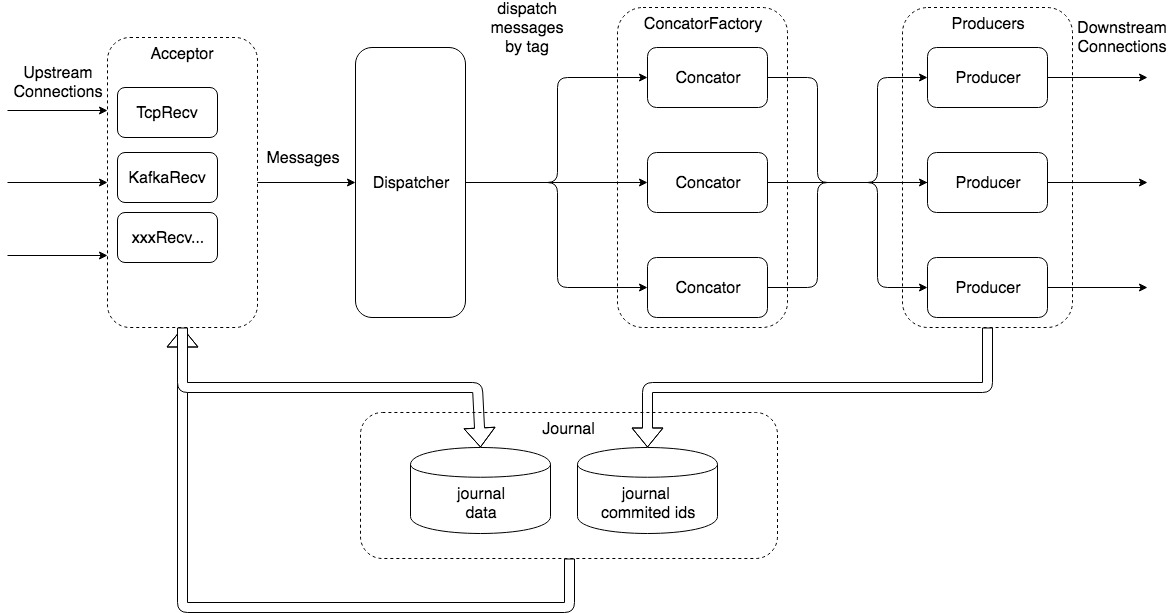 Upstream
Connections
Acceptor
TcpRecv
KafkaRecv
xxxRecv...
Messages
Dispatcher
dispatch
messages
by tag
ConcatorFactory
Concator
Concator
Concator
Producers
Producer
Producer
Producer
Downstream
Connections
Journal
journal
data
journal
commited ids